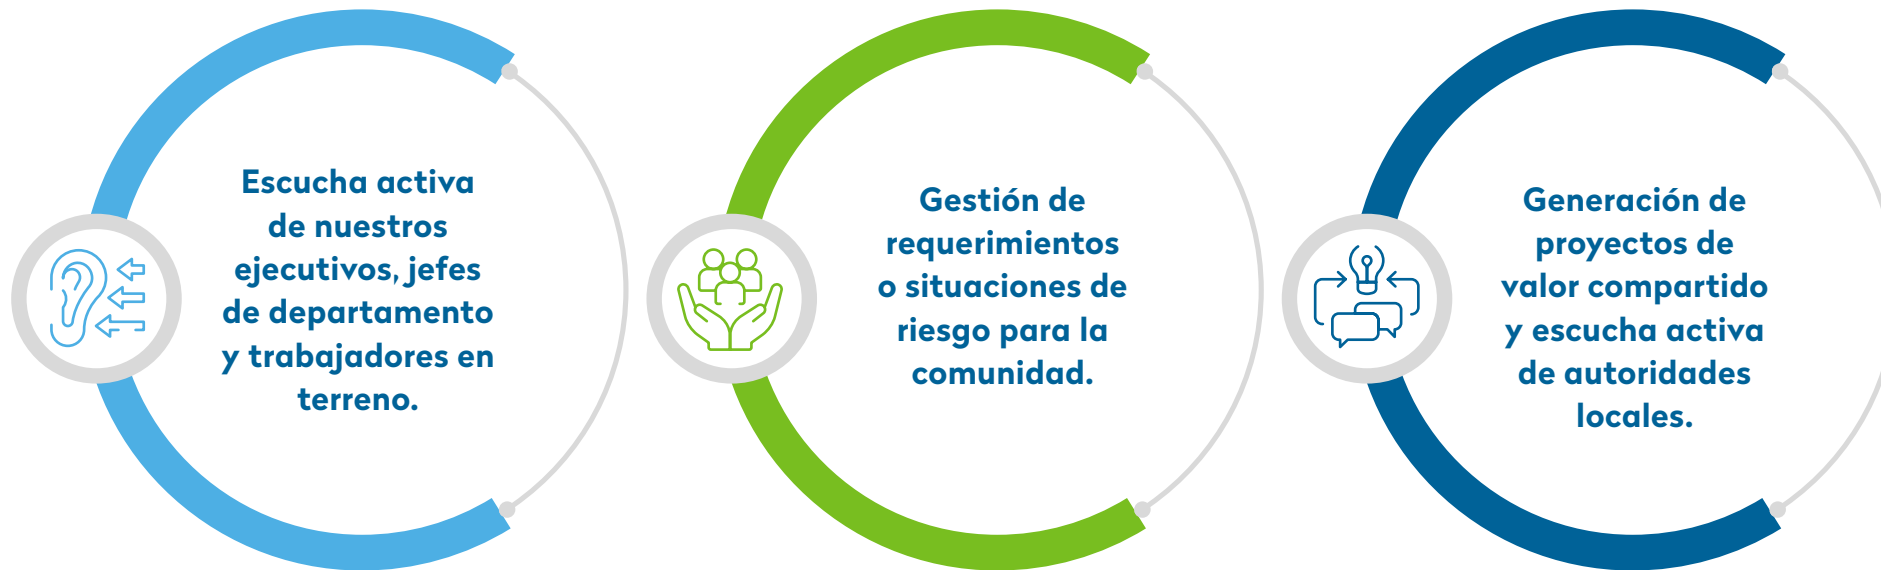 Escucha activa
de nuestros
ejecutivos, jefes
de departamento
y trabajadores en
terreno.
Gestión de
requerimientos
o situaciones de
riesgo para la
comunidad.
Generación de
proyectos de
valor compartido
y escucha activa
de autoridades
locales.